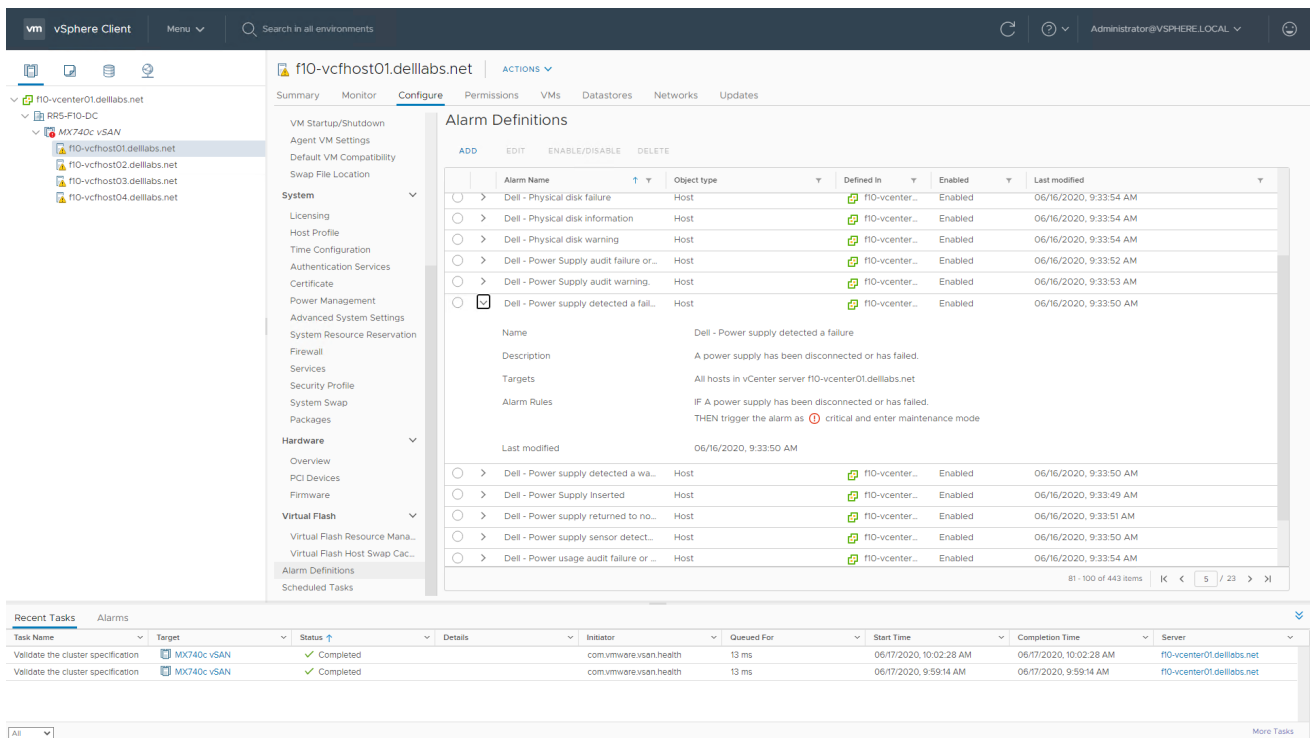 vm vSphere Client Menu Search in all environments Administrator@VSPHERE.LOCAL
f10-vcenter01.delllabs.net
RR5-F10-DC
MX740c vSAN
f10-vcfhost01.delllabs.net
f10-vcfhost02.delllabs.net
f10-vcfhost03.delllabs.net
f10-vcfhost04.delllabs.net
f10-vcfhost01.delllabs.net ACTIONS
Summary Monitor Configure Permissions VMs Datastores Networks Updates
VM Startup/Shutdown
Agent VM Settings
Default VM Compatibility
Swap File Location
System
Licensing
Host Profile
Time Configuration
Authentication Services
Certificate
Power Management
Advanced System Settings
System Resource Reservation
Firewall
Services
Security Profile
System Swap
Packages
Hardware
Overview
PCI Devices
Firmware
Virtual Flash
Virtual Flash Resource Mana...
Virtual Flash Host Swap Cac...
Alarm Definitions
Scheduled Tasks
Alarm Definitions
ADD EDIT ENABLE/DISABLE DELETE
Alarm Name Object type Defined In Enabled Last modified
Dell - Physical disk failure Host f10-vcenter... Enabled 06/16/2020, 9:33:54 AM
Dell - Physical disk information Host f10-vcenter... Enabled 06/16/2020, 9:33:54 AM
Dell - Physical disk warning Host f10-vcenter... Enabled 06/16/2020, 9:33:54 AM
Dell - Power Supply audit failure or... Host f10-vcenter... Enabled 06/16/2020, 9:33:52 AM
Dell - Power Supply audit warning. Host f10-vcenter... Enabled 06/16/2020, 9:33:53 AM
Dell - Power supply detected a fail... Host f10-vcenter... Enabled 06/16/2020, 9:33:50 AM
Name Dell - Power supply detected a failure
Description A power supply has been disconnected or has failed.
Targets All hosts in vCenter server f10-vcenter01.delllabs.net
Alarm Rules IF A power supply has been disconnected or has failed.
THEN trigger the alarm as critical and enter maintenance mode
Last modified 06/16/2020, 9:33:50 AM
Dell - Power supply detected a wa... Host f10-vcenter... Enabled 06/16/2020, 9:33:50 AM
Dell - Power Supply Inserted Host f10-vcenter... Enabled 06/16/2020, 9:33:49 AM
Dell - Power supply returned to no... Host f10-vcenter... Enabled 06/16/2020, 9:33:51 AM
Dell - Power supply sensor detect... Host f10-vcenter... Enabled 06/16/2020, 9:33:50 AM
Dell - Power usage audit failure or ... Host f10-vcenter... Enabled 06/16/2020, 9:33:54 AM
81 - 100 of 443 items 5 / 23
Recent Tasks Alarms
Task Name Target Status Details Initiator Queued For Start Time Completion Time Server
Validate the cluster specification MX740c vSAN Completed com.vmware.vsan.health 13 ms 06/17/2020, 10:02:28 AM 06/17/2020, 10:02:28 AM f10-vcenter01.delllabs.net
Validate the cluster specification MX740c vSAN Completed com.vmware.vsan.health 13 ms 06/17/2020, 9:59:14 AM 06/17/2020, 9:59:14 AM f10-vcenter01.delllabs.net
All More Tasks